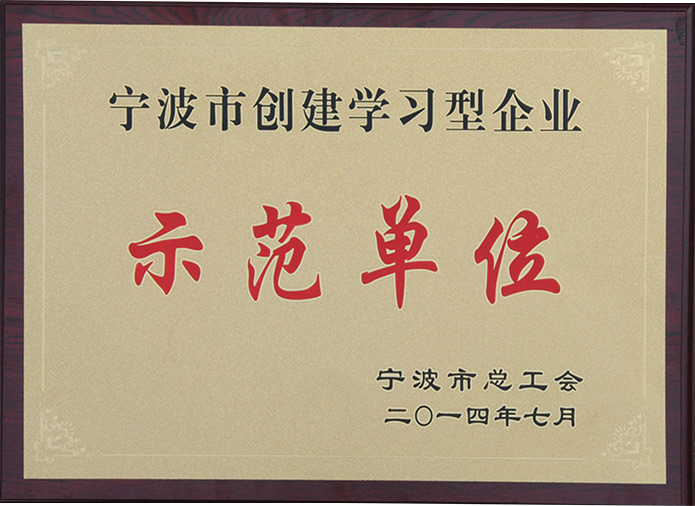 宁波市创建学习型企业
示范单位
宁波市总工会
二〇一四年七月